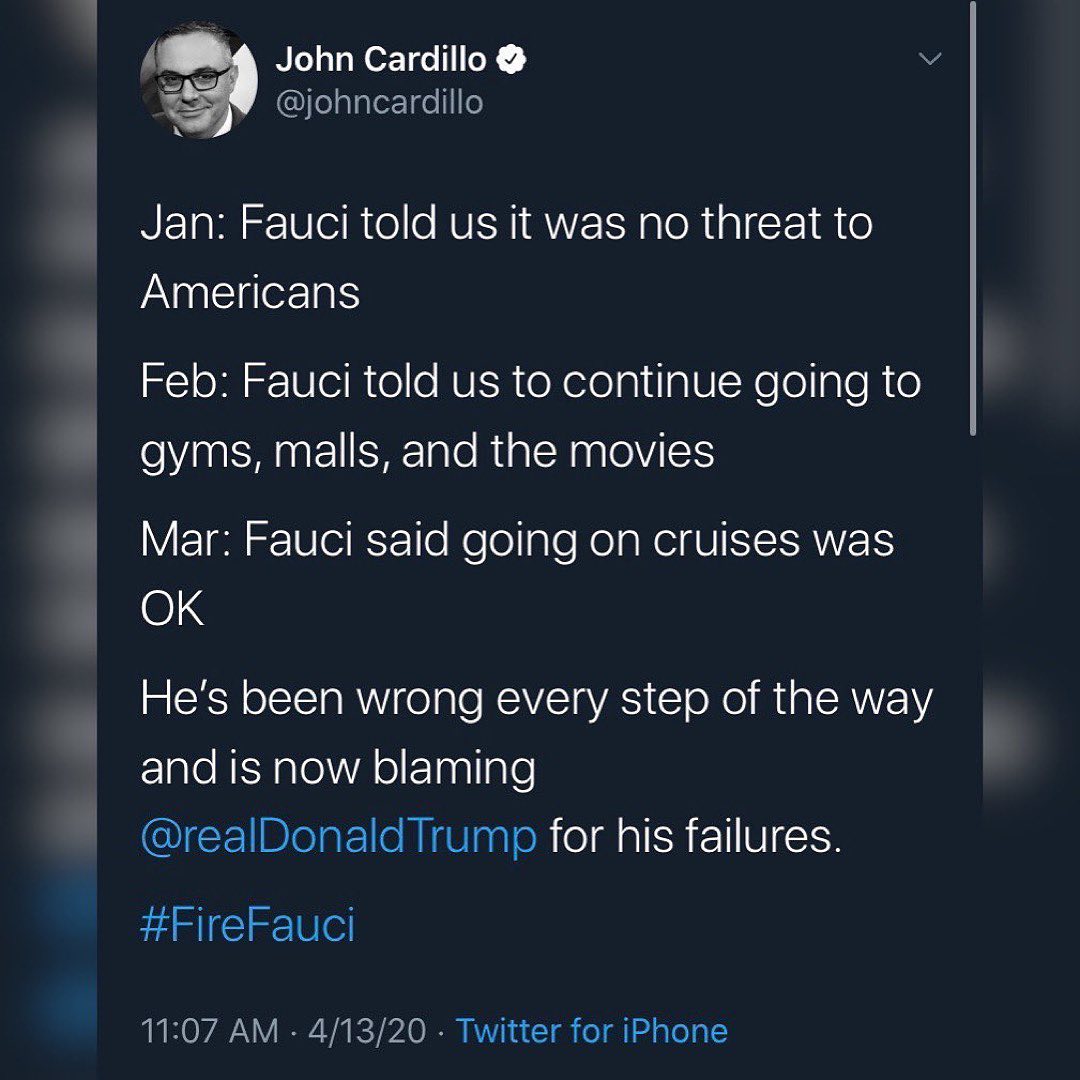 John Cardillo
@johncardillo
Jan: Fauci told us it was no threat to
Americans
Feb: Fauci told us to continue going to
gyms, malls, and the movies
Mar: Fauci said going on cruises was
OK
He’s been wrong every step of the way
and is now blaming
@realDonaldTrump for his failures.
#FireFauci
11:07 AM · 4/13/20 · Twitter for iPhone